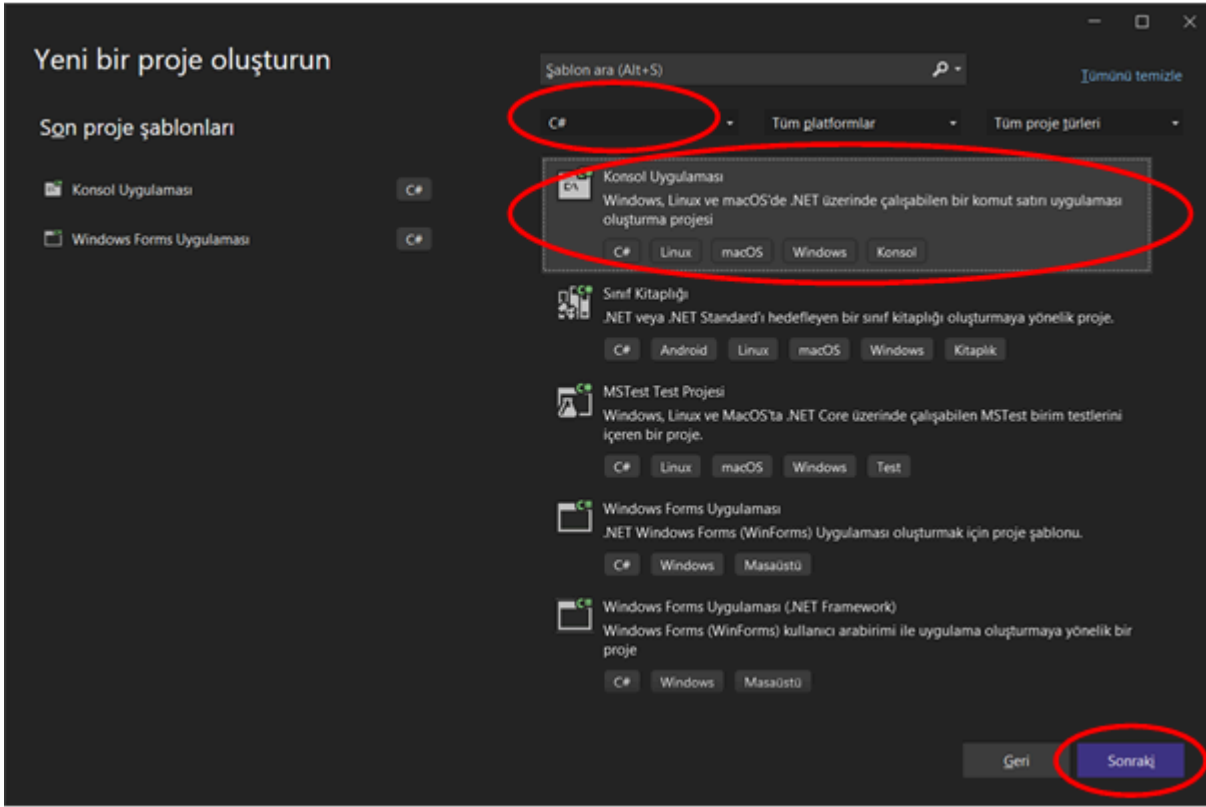 Yeni bir proje oluşturun
Son proje şablonları
Konsol Uygulaması C#
Windows Forms Uygulaması C#
Şablon ara (Alt+S)
Tümünü temizle
C# Tüm platformlar Tüm proje türleri
Konsol Uygulaması
Windows, Linux ve macOS'de .NET üzerinde çalışabilen bir komut satırı uygulaması
oluşturma projesi
C# Linux macOS Windows Konsol
Sınıf Kitaplığı
.NET veya .NET Standard'ı hedefleyen bir sınıf kitaplığı oluşturmaya yönelik proje.
C# Android Linux macOS Windows Kitaplık
MSTest Test Projesi
Windows, Linux ve MacOS'ta .NET Core üzerinde çalışabilen MSTest birim testlerini
içeren bir proje.
C# Linux macOS Windows Test
Windows Forms Uygulaması
.NET Windows Forms (WinForms) Uygulaması oluşturmak için proje şablonu.
C# Windows Masaüstü
Windows Forms Uygulaması (.NET Framework)
Windows Forms (WinForms) kullanıcı arabirimi ile uygulama oluşturmaya yönelik bir
proje
C# Windows Masaüstü
Geri Sonraki